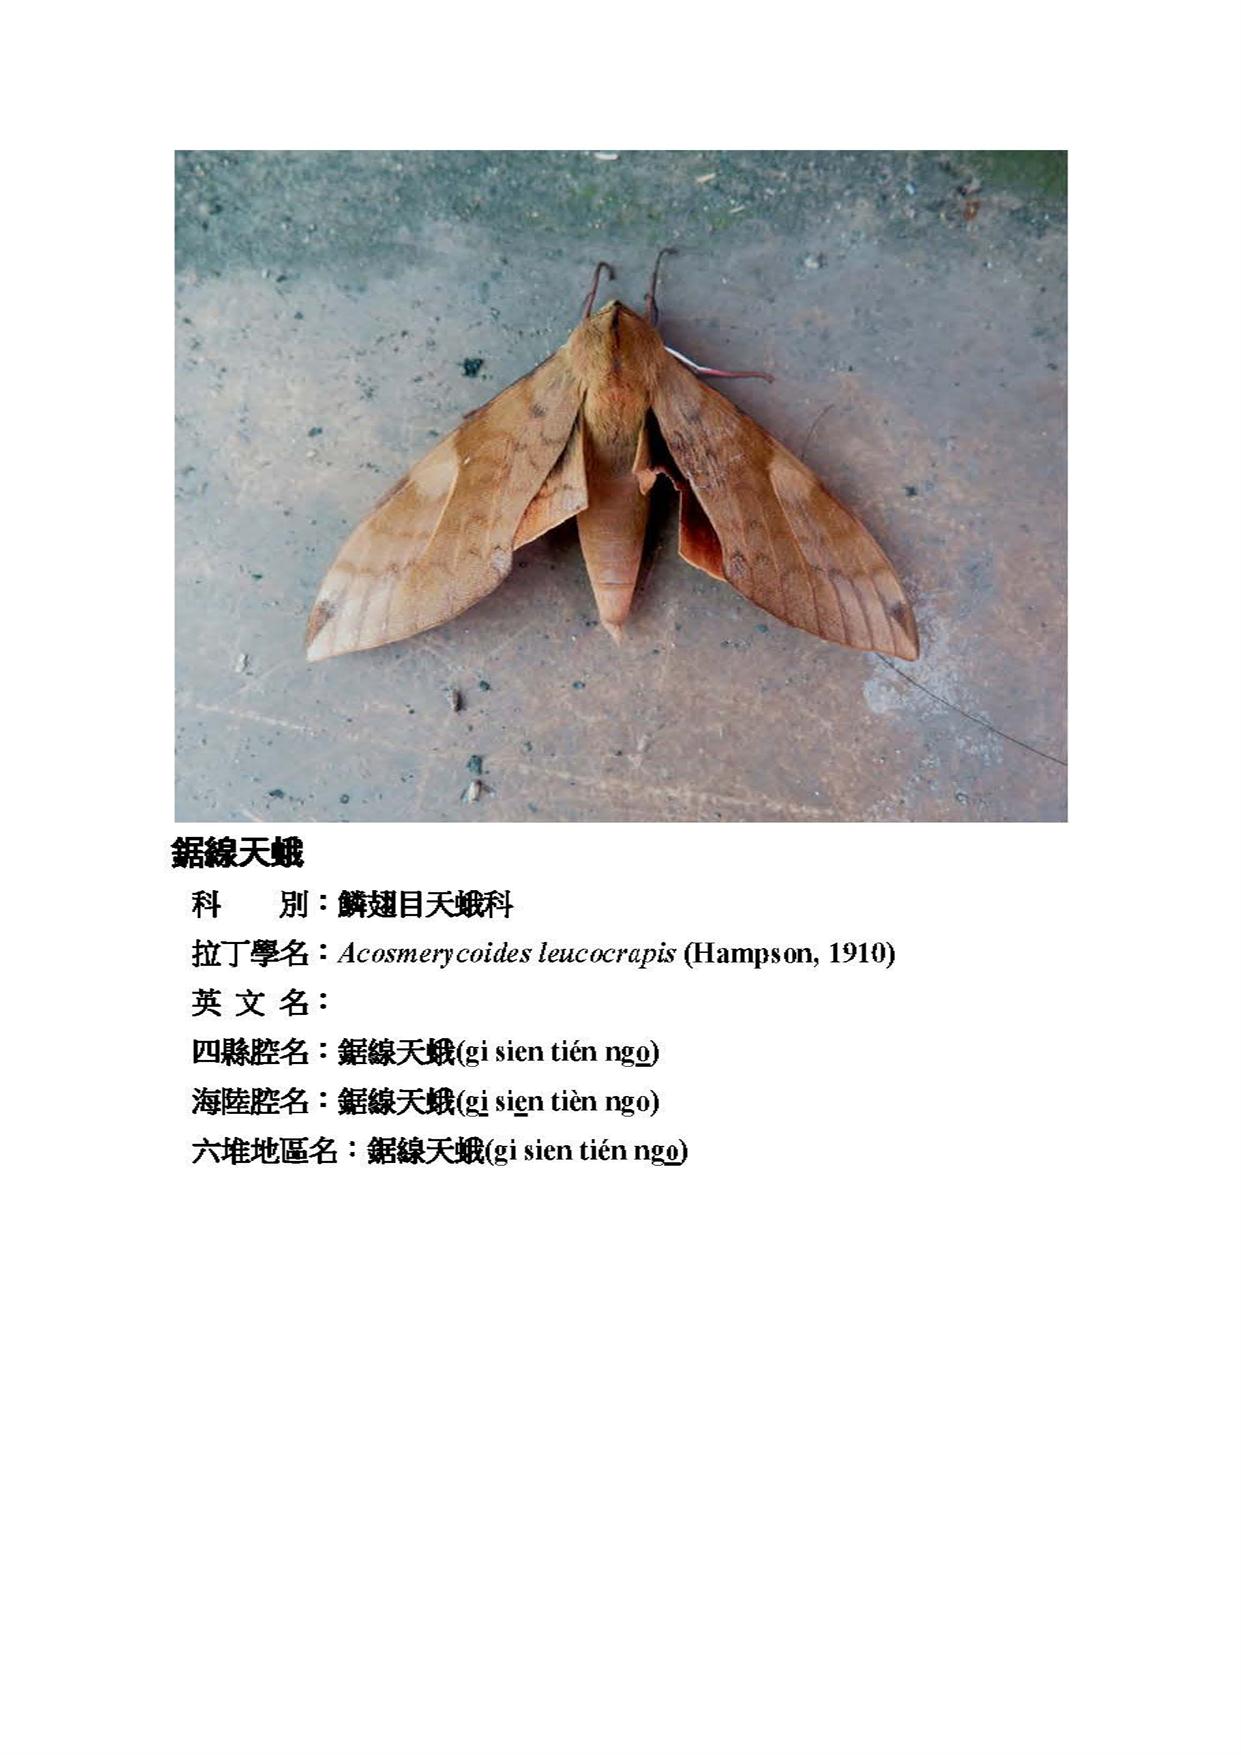 鋸線天蛾
科　　別：鱗翅目天蛾科
拉丁學名：Acosmerycoides leucocrapis (Hampson, 1910)
英 文 名：
四縣腔名：鋸線天蛾(gi sien tién ngo)
海陸腔名：鋸線天蛾(gi sien tièn ngo)
六堆地區名：鋸線天蛾(gi sien tién ngo)